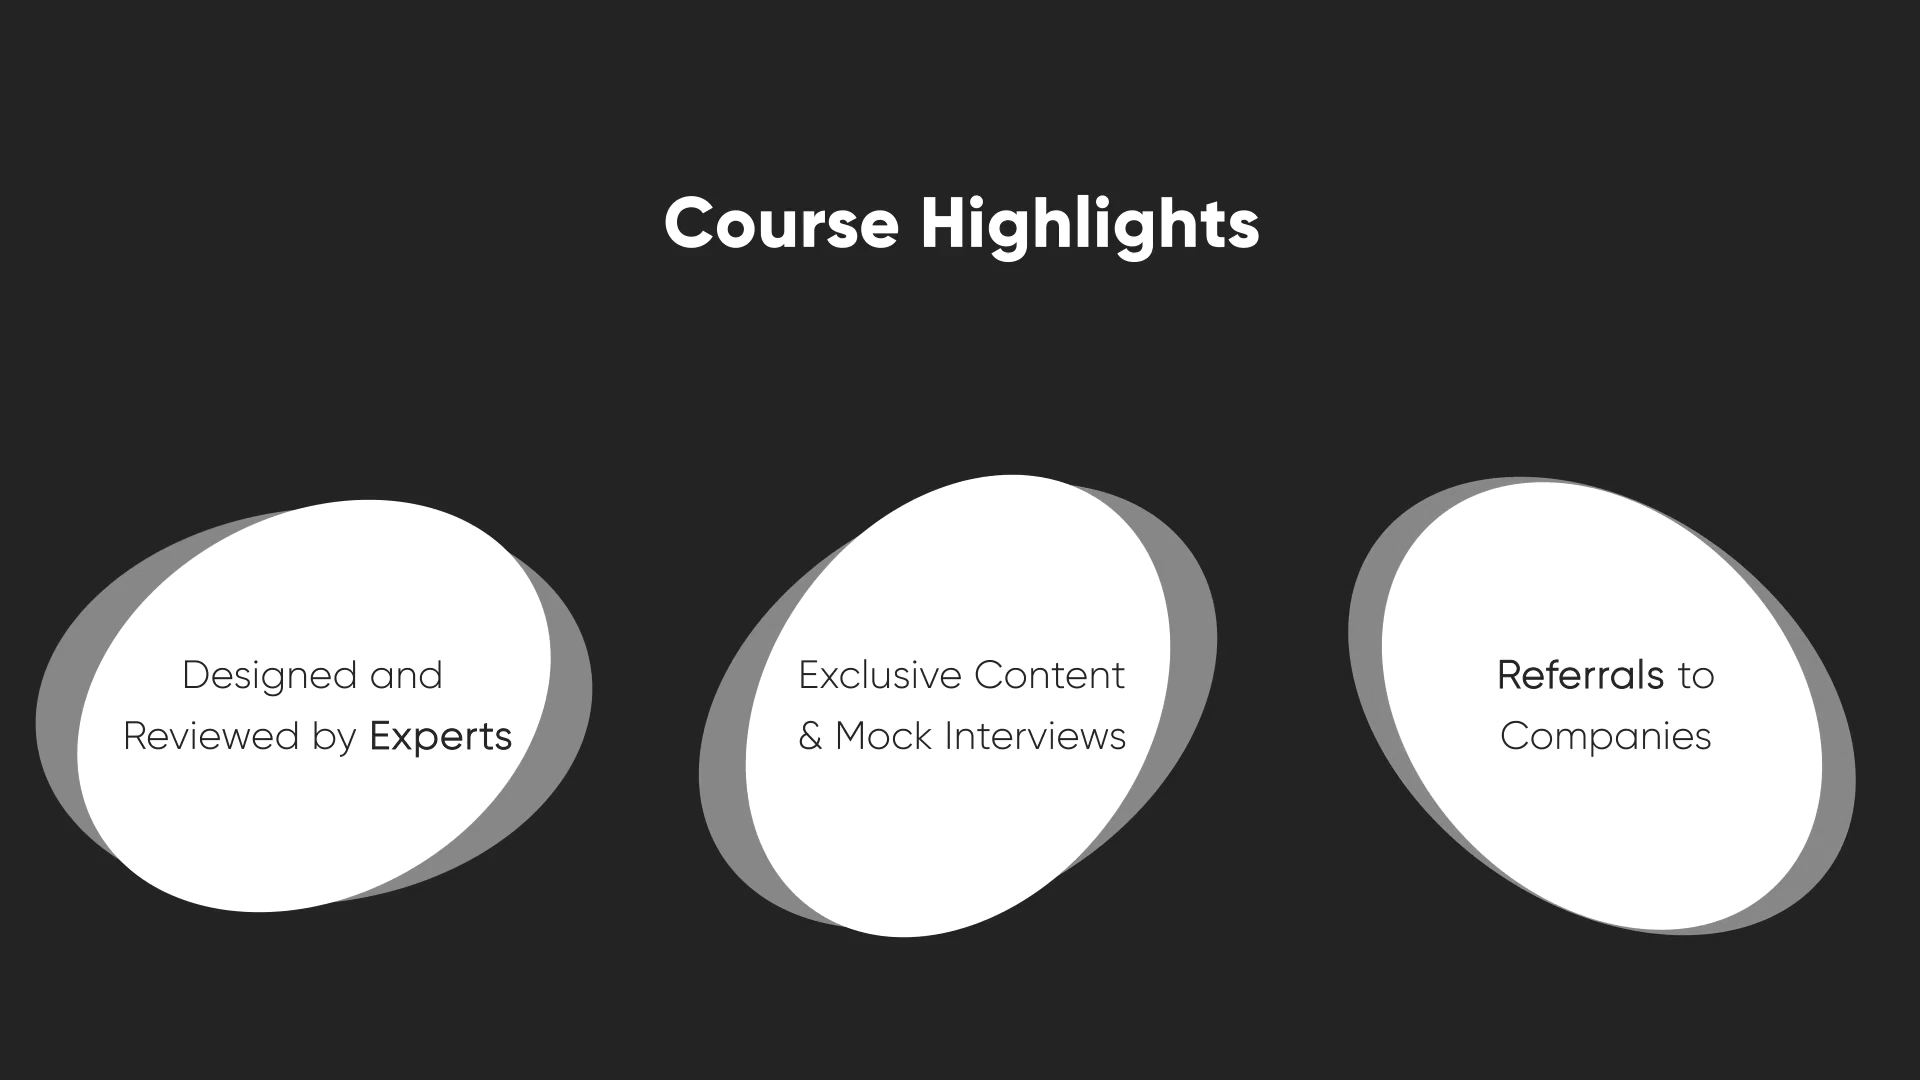 Course Highlights
Designed and
Reviewed by Experts
Exclusive Content
& Mock Interviews
Referrals to
Companies